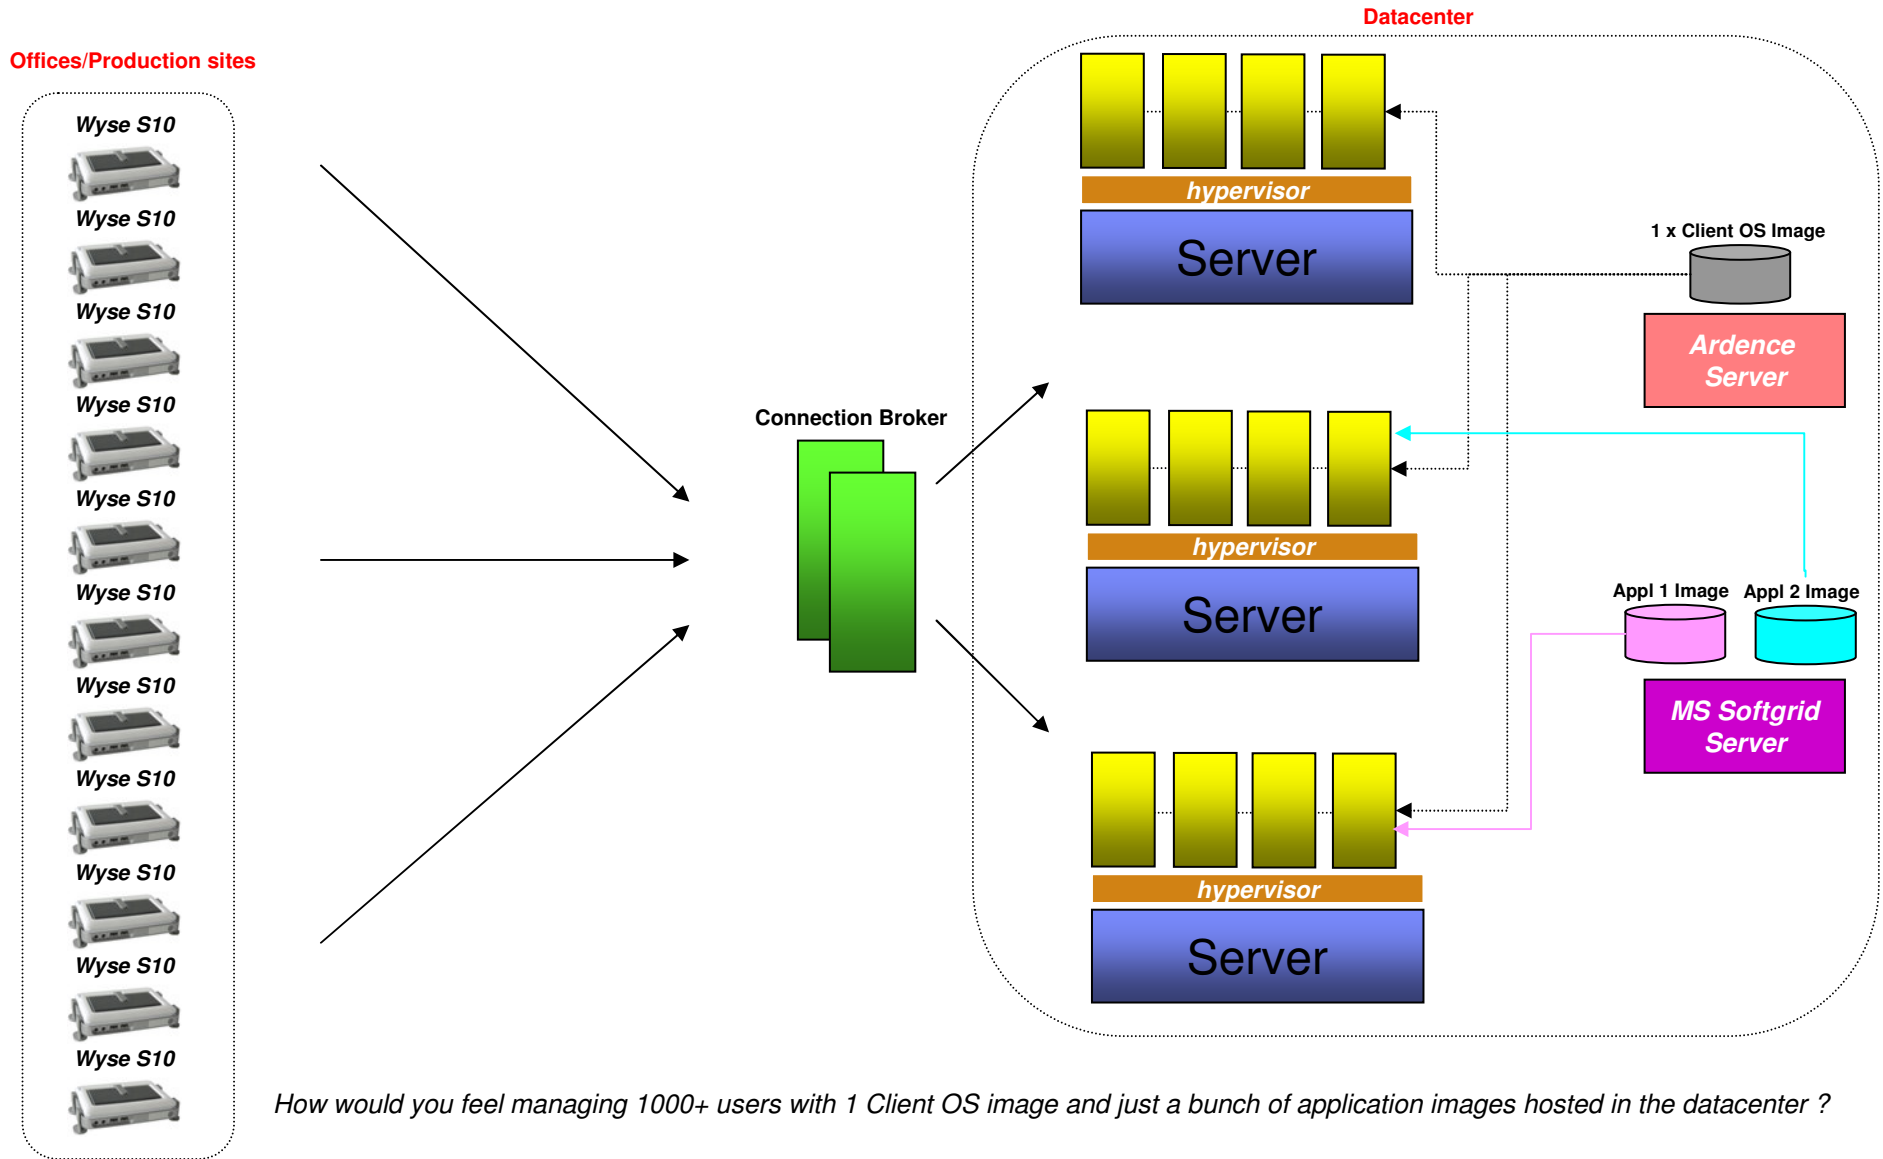 Datacenter
Offices/Production sites
Wyse S10
Wyse S10
Wyse S10
Wyse S10
Wyse S10
Wyse S10
Wyse S10
Wyse S10
Wyse S10
Wyse S10
Wyse S10
Connection Broker
hypervisor
Server
hypervisor
Server
hypervisor
Server
1 x Client OS Image
Ardence
Server
Appl 1 Image
Appl 2 Image
MS Softgrid
Server
How would you feel managing 1000+ users with 1 Client OS image and just a bunch of application images hosted in the datacenter ?